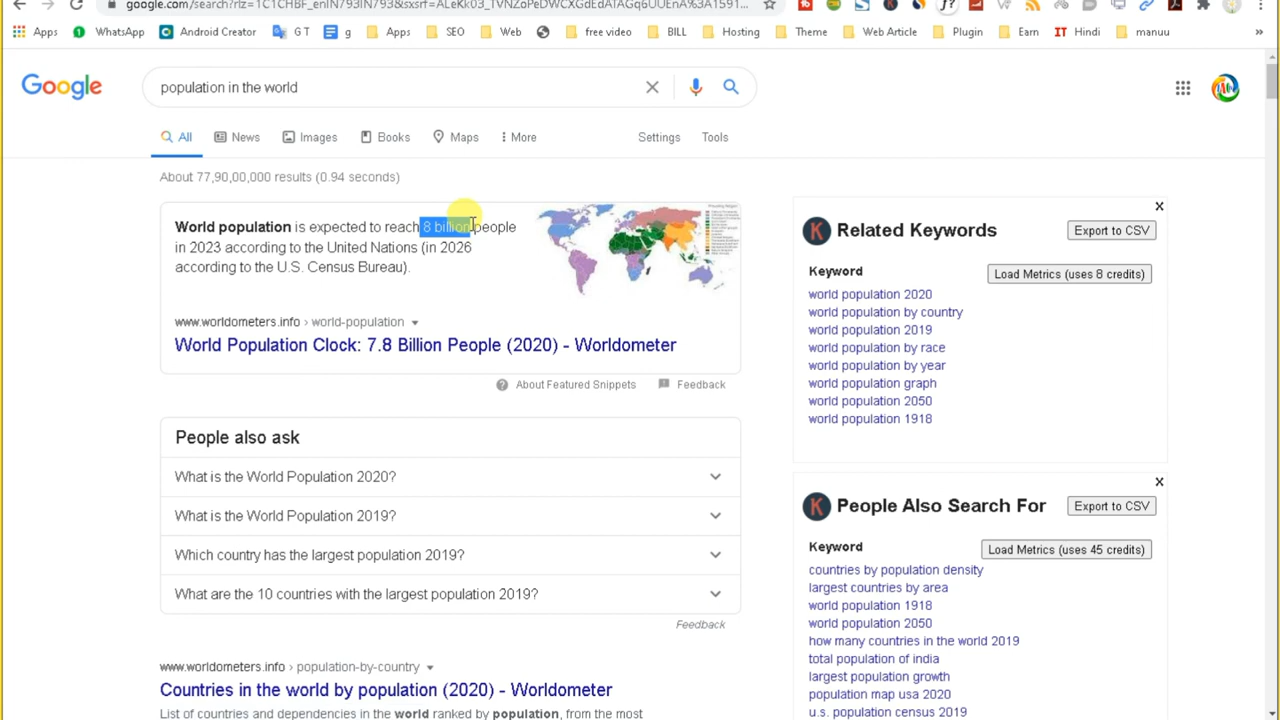 google.com/search?rlz=1C1CHBF_enIN793IN793&sxsrf=ALeKk03_TVNZoPeDWCXGdEdATAGq6UUEnA%3A1591...
Apps WhatsApp Android Creator G T g Apps SEO Web free video BILL Hosting Theme Web Article Plugin Earn IT Hindi manuu »
Google population in the world
All News Images Books Maps More Settings Tools
About 77,90,00,000 results (0.94 seconds)
World population is expected to reach 8 people
in 2023 according to the United Nations (in 2026
according to the U.S. Census Bureau).
www.worldometers.info › world-population
World Population Clock: 7.8 Billion People (2020) - Worldometer
About Featured Snippets Feedback
People also ask
What is the World Population 2020?
What is the World Population 2019?
Which country has the largest population 2019?
What are the 10 countries with the largest population 2019?
Feedback
www.worldometers.info › population-by-country
Countries in the world by population (2020) - Worldometer
List of countries and dependencies in the world ranked by population, from the most
K Related Keywords Export to CSV
Keyword Load Metrics (uses 8 credits)
world population 2020
world population by country
world population 2019
world population by race
world population by year
world population graph
world population 2050
world population 1918
K People Also Search For Export to CSV
Keyword Load Metrics (uses 45 credits)
countries by population density
largest countries by area
world population 1918
world population 2050
how many countries in the world 2019
total population of india
largest population growth
population map usa 2020
u.s. population census 2019